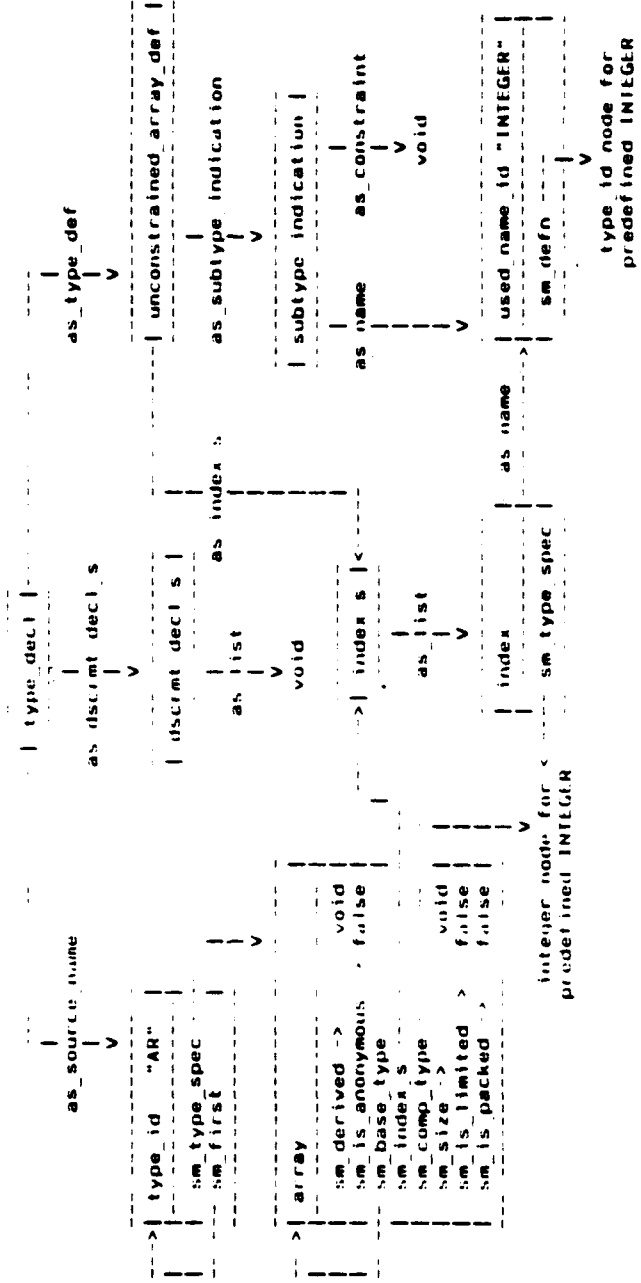 type_decl
as_source_name
as_dscrmt_decl_s
as_type_def
type_id "AR"
sm_type_spec
sm_first
dscrmt_decl_s
unconstrained_array_def
as_list
void
as_index_s
as_subtype_indication
array
sm_derived -> void
sm_is_anonymous -> false
sm_base_type
sm_index_s
sm_comp_type
sm_size -> void
sm_is_limited -> false
sm_is_packed -> false
index_s
subtype_indication
as_list
as_name
as_constraint
void
integer node for
predefined INTEGER
index
sm_type_spec
as_name
used_name_id "INTEGER"
sm_defn
type_id node for
predefined INTEGER